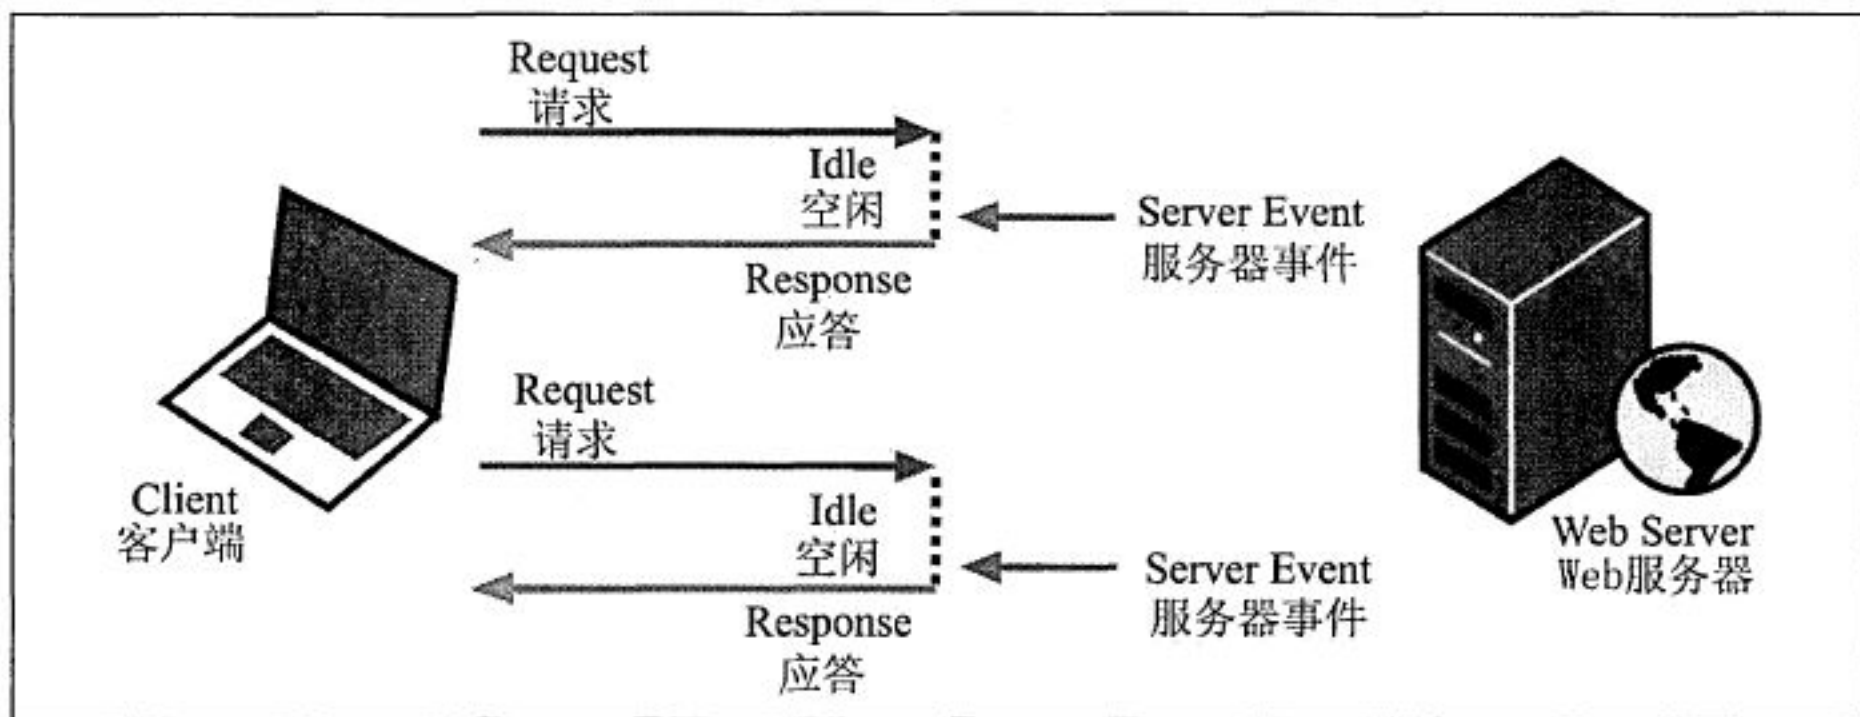 Request
请求
Idle
空闲
Server Event
服务器事件
Response
应答
Request
请求
Client
客户端
Idle
空闲
Server Event
服务器事件
Web Server
Web服务器
Response
应答